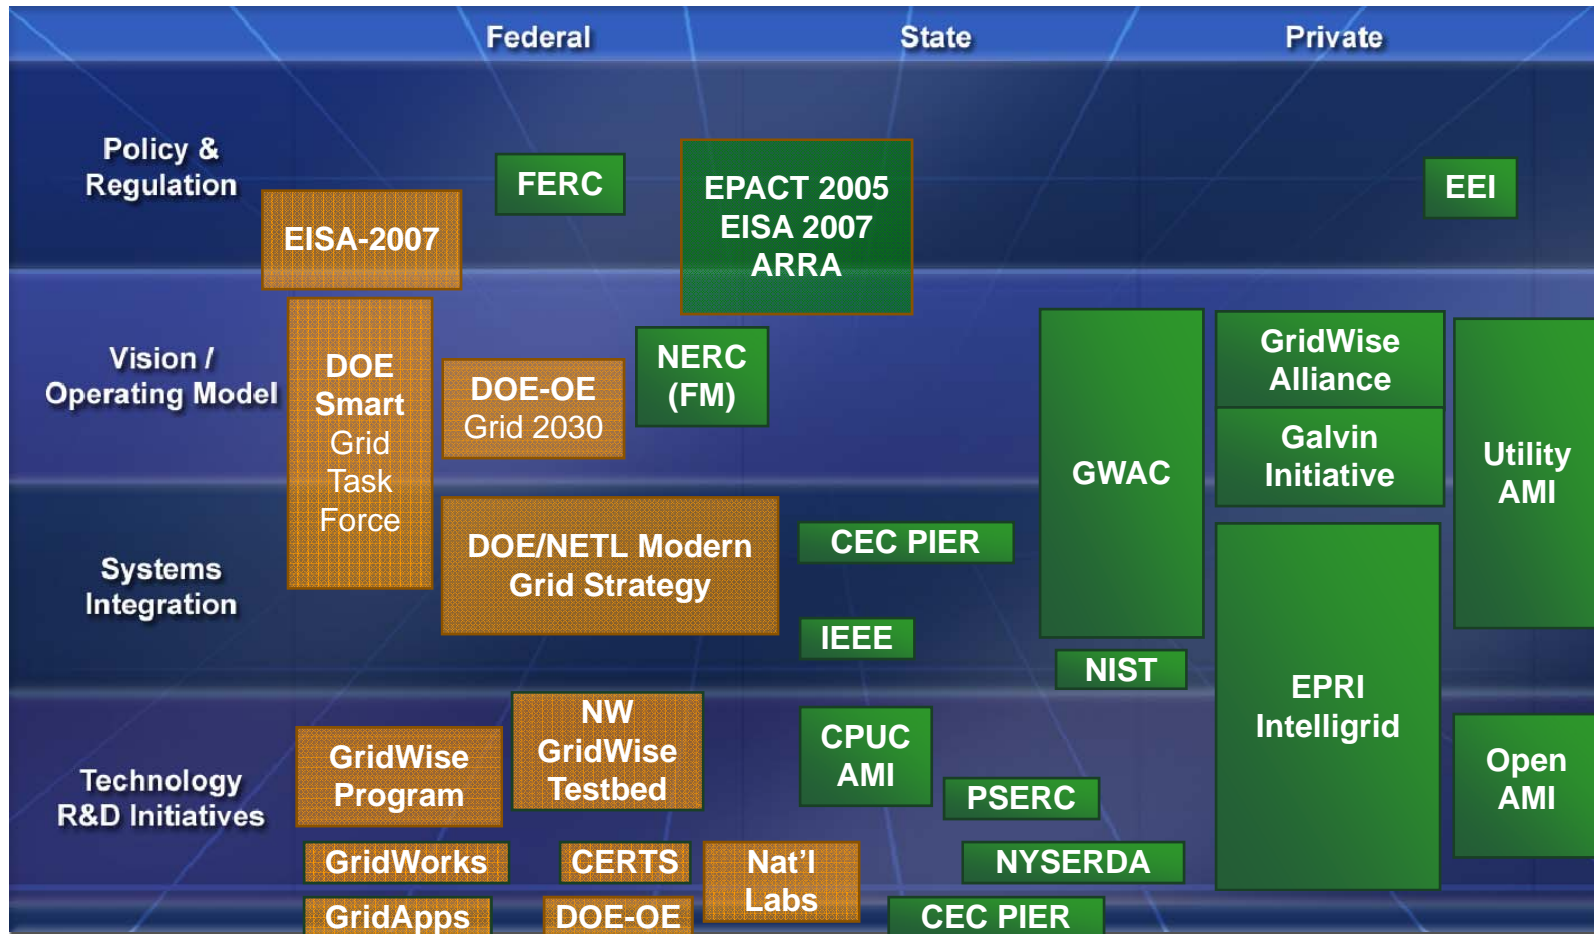 Federal
State
Private
Policy &
Regulation
FERC
EPACT 2005
EISA 2007
ARRA
EEI
EISA-2007
Vision /
Operating Model
DOE
Smart
Grid
Task
Force
DOE-OE
Grid 2030
NERC
(FM)
GWAC
GridWise
Alliance
Galvin
Initiative
Utility
AMI
Systems
Integration
DOE/NETL Modern
Grid Strategy
CEC PIER
IEEE
NIST
EPRI
Intelligrid
Technology
R&D Initiatives
GridWise
Program
NW
GridWise
Testbed
CPUC
AMI
PSERC
Open
AMI
GridWorks
CERTS
Nat'l
Labs
NYSERDA
GridApps
DOE-OE
CEC PIER